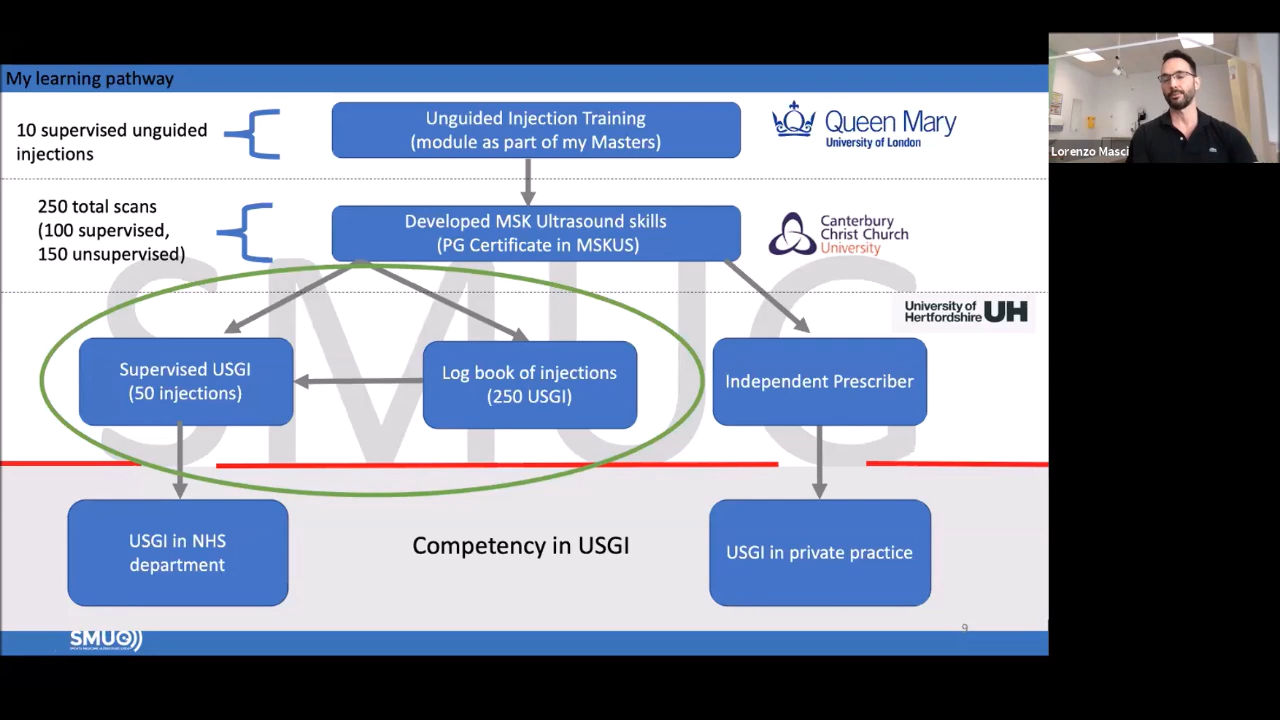 My learning pathway
10 supervised unguided
injections
Unguided Injection Training
(module as part of my Masters)
Queen Mary
University of London
250 total scans
(100 supervised,
150 unsupervised)
Developed MSK Ultrasound skills
(PG Certificate in MSKUS)
Canterbury
Christ Church
University
SMUG
University of
Hertfordshire UH
Supervised USGI
(50 injections)
Log book of injections
(250 USGI)
Independent Prescriber
USGI in NHS
department
Competency in USGI
USGI in private practice
9
SMUG
Lorenzo Masci